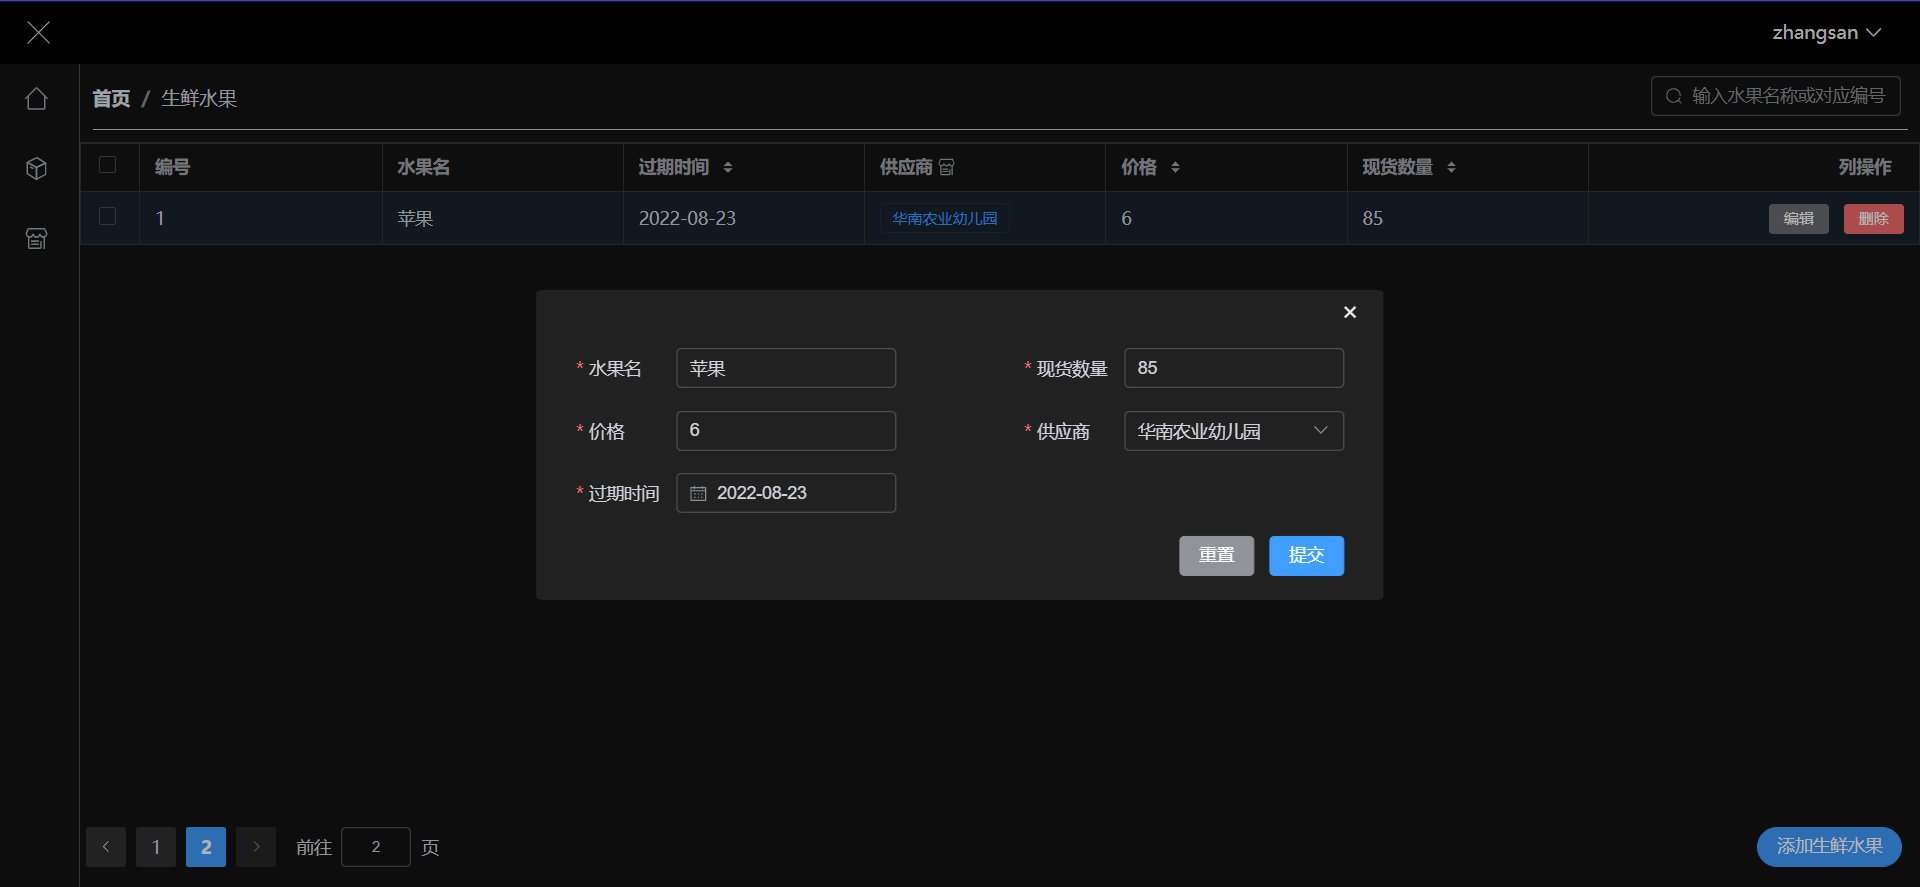 zhangsan
首页 / 生鲜水果
输入水果名称或对应编号
编号 水果名 过期时间 供应商 价格 现货数量 列操作
1 苹果 2022-08-23 华南农业幼儿园 6 85 编辑 删除
* 水果名 苹果 * 现货数量 85
* 价格 6 * 供应商 华南农业幼儿园
* 过期时间 2022-08-23
重置 提交
1 2 前往 2 页
添加生鲜水果